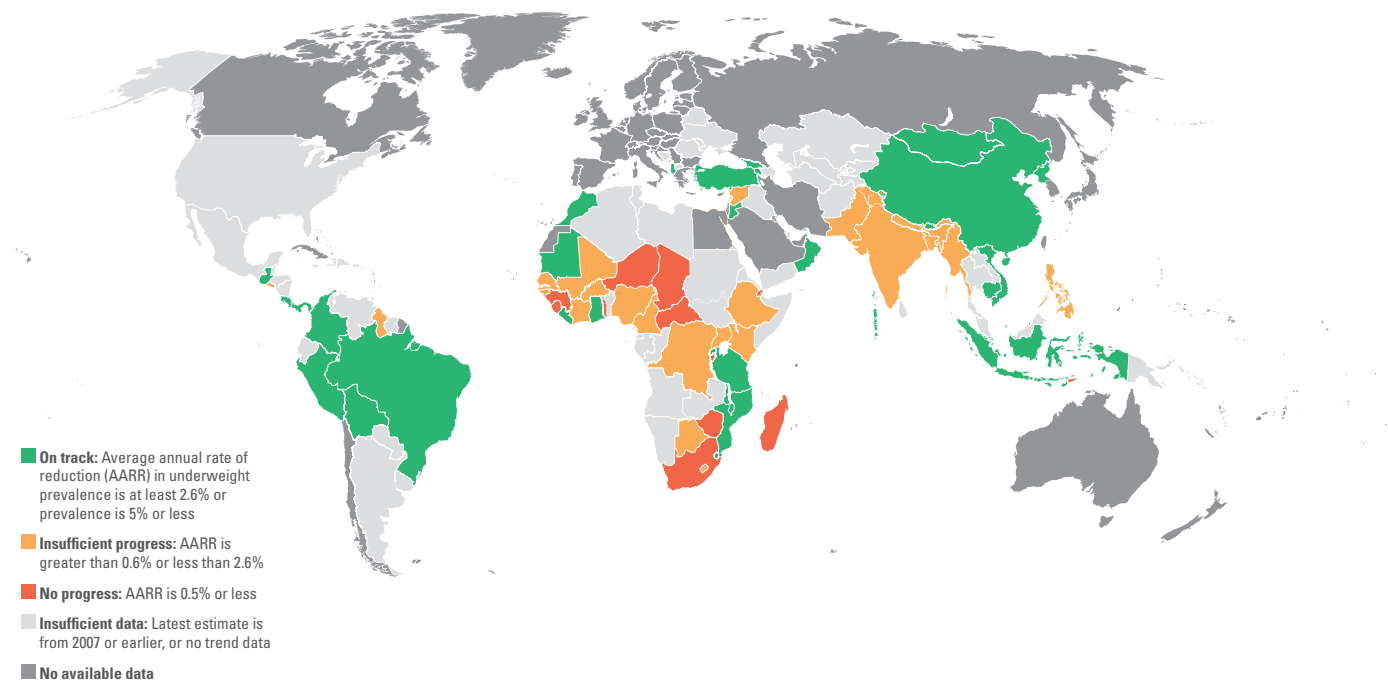 On track: Average annual rate of
reduction (AARR) in underweight
prevalence is at least 2.6% or
prevalence is 5% or less
Insufficient progress: AARR is
greater than 0.6% or less than 2.6%
No progress: AARR is 0.5% or less
Insufficient data: Latest estimate is
from 2007 or earlier, or no trend data
No available data